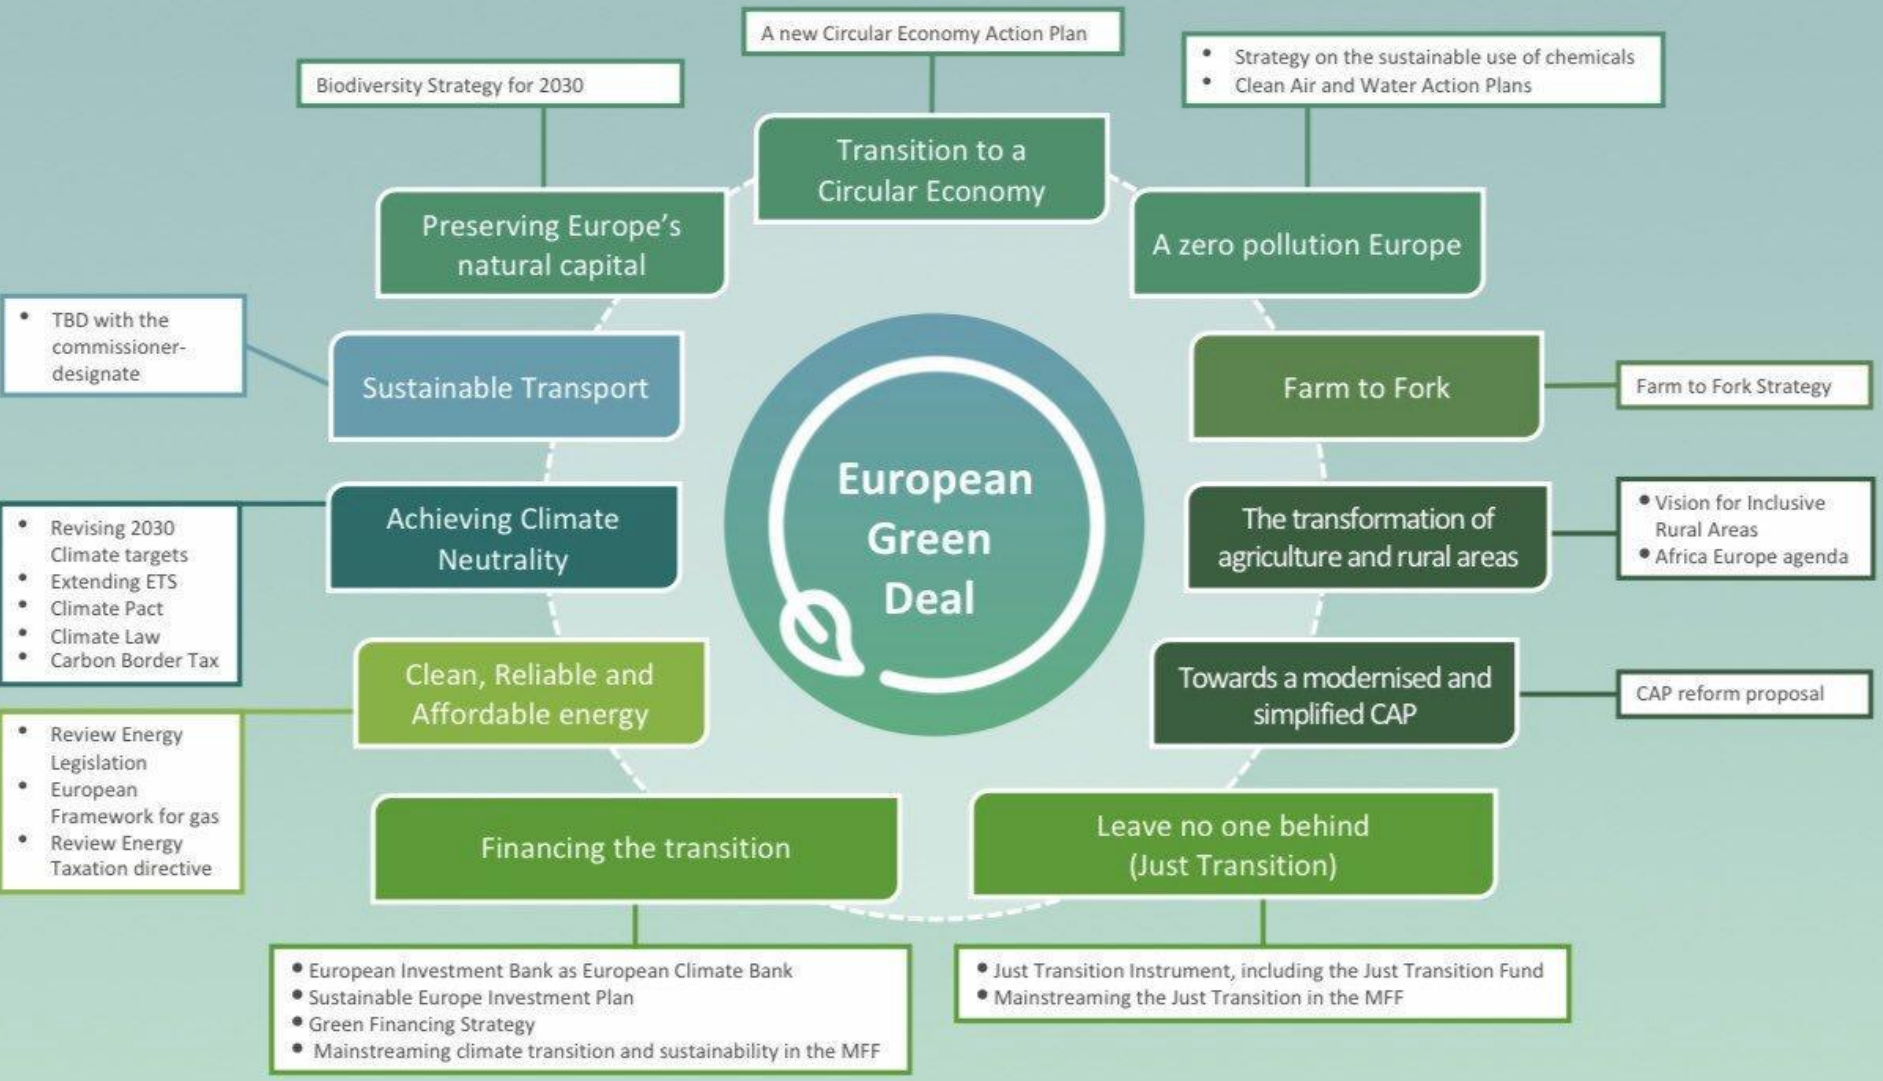 A new Circular Economy Action Plan
• Strategy on the sustainable use of chemicals
• Clean Air and Water Action Plans
Biodiversity Strategy for 2030
Transition to a
Circular Economy
Preserving Europe's
natural capital
A zero pollution Europe
• TBD with the
commissioner-
designate
Sustainable Transport
Farm to Fork
Farm to Fork Strategy
European
Green
Deal
• Revising 2030
Climate targets
• Extending ETS
• Climate Pact
• Climate Law
• Carbon Border Tax
Achieving Climate
Neutrality
The transformation of
agriculture and rural areas
• Vision for Inclusive
Rural Areas
• Africa Europe agenda
Clean, Reliable and
Affordable energy
Towards a modernised and
simplified CAP
CAP reform proposal
• Review Energy
Legislation
• European
Framework for gas
• Review Energy
Taxation directive
Financing the transition
Leave no one behind
(Just Transition)
• European Investment Bank as European Climate Bank
• Sustainable Europe Investment Plan
• Green Financing Strategy
• Mainstreaming climate transition and sustainability in the MFF
• Just Transition Instrument, including the Just Transition Fund
• Mainstreaming the Just Transition in the MFF